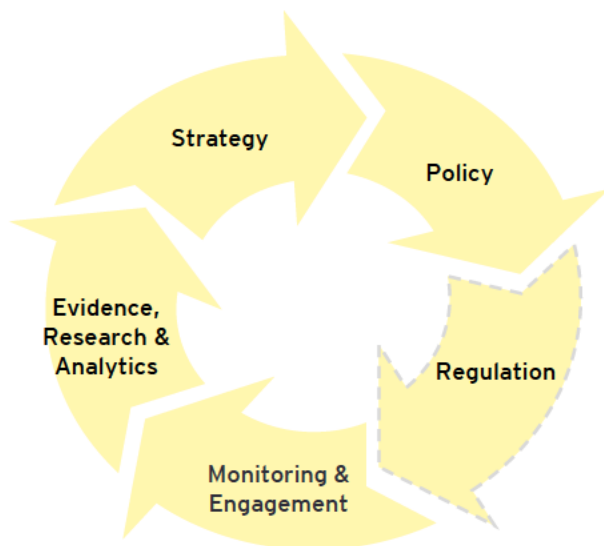 Strategy
Policy
Regulation
Monitoring &
Engagement
Evidence,
Research &
Analytics